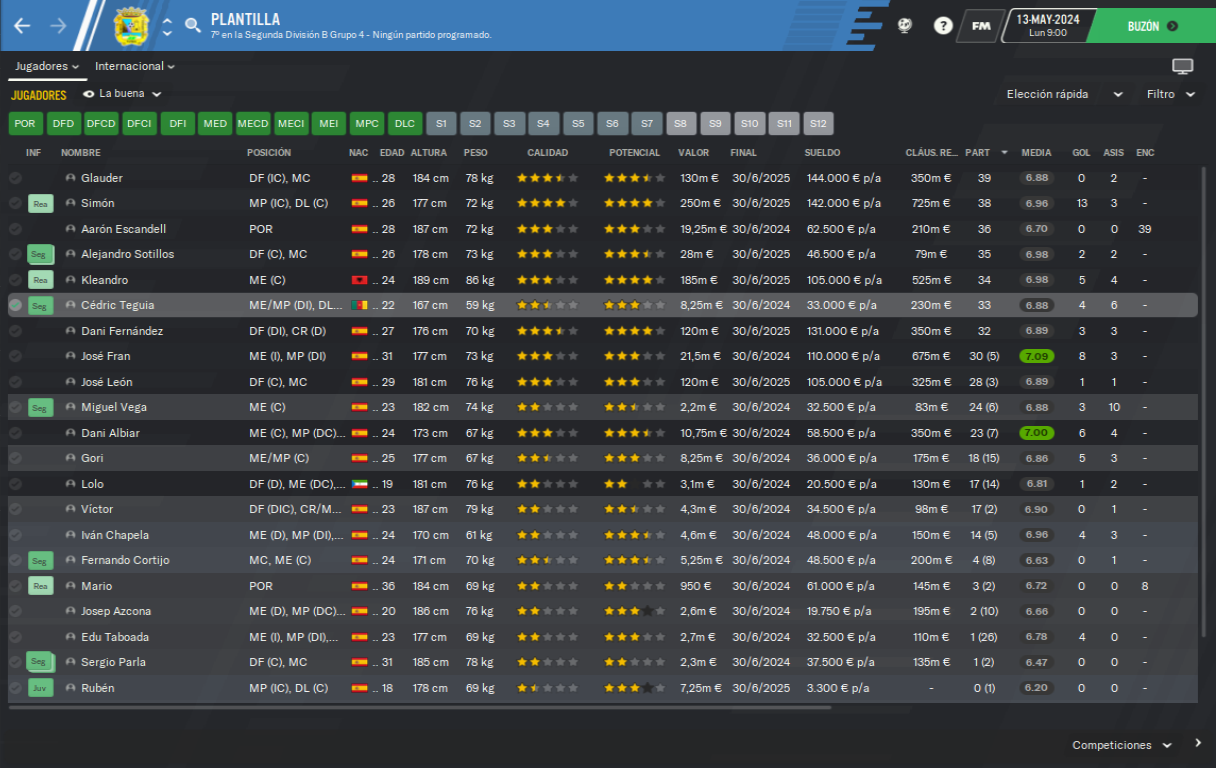 PLANTILLA
7º en la Segunda División B Grupo 4 - Ningún partido programado.
? FM 13-MAY-2024 BUZÓN
Lun 9:00
Jugadores Internacional
JUGADORES La buena Elección rápida Filtro
POR DFD DFCD DFCI DFI MED MECD MECI MEI MPC DLC S1 S2 S3 S4 S5 S6 S7 S8 S9 S10 S11 S12
INF NOMBRE POSICIÓN NAC EDAD ALTURA PESO CALIDAD POTENCIAL VALOR FINAL SUELDO CLÁUS. RE... PART MEDIA GOL ASIS ENC
Glauder DF (IC), MC .. 28 184 cm 78 kg 130m € 30/6/2025 144.000 € p/a 350m € 39 6.88 0 2 -
Rea Simón MP (IC), DL (C) .. 26 177 cm 72 kg 250m € 30/6/2025 142.000 € p/a 725m € 38 6.96 13 3 -
Aarón Escandell POR .. 28 187 cm 72 kg 19,25m € 30/6/2025 62.500 € p/a 210m € 36 6.70 0 0 39
Seg Alejandro Sotillos DF (C), MC .. 26 178 cm 73 kg 28m € 30/6/2025 46.500 € p/a 79m € 35 6.98 2 2 -
Rea Kleandro ME (C) .. 24 189 cm 86 kg 185m € 30/6/2025 105.000 € p/a 525m € 34 6.98 5 4 -
Seg Cédric Teguia ME/MP (DI), DL... .. 22 167 cm 59 kg 8,25m € 30/6/2025 33.000 € p/a 230m € 33 6.88 4 6 -
Dani Fernández DF (DI), CR (D) .. 27 176 cm 70 kg 120m € 30/6/2025 131.000 € p/a 350m € 32 6.89 3 3 -
José Fran ME (I), MP (DI) .. 31 177 cm 73 kg 21,5m € 30/6/2025 110.000 € p/a 675m € 30 (5) 7.09 8 3 -
José León DF (C), MC .. 29 181 cm 76 kg 120m € 30/6/2025 105.000 € p/a 325m € 28 (3) 6.89 1 1 -
Seg Miguel Vega ME (C) .. 23 182 cm 74 kg 2,2m € 30/6/2024 32.500 € p/a 83m € 24 (6) 6.88 3 10 -
Dani Albiar ME (C), MP (DC)... .. 24 173 cm 67 kg 10,75m € 30/6/2024 58.500 € p/a 350m € 23 (7) 7.00 6 4 -
Gori ME/MP (C) .. 25 177 cm 67 kg 8,25m € 30/6/2024 36.000 € p/a 175m € 18 (15) 6.86 5 3 -
Lolo DF (D), ME (DC),... .. 19 181 cm 76 kg 3,1m € 30/6/2024 20.500 € p/a 130m € 17 (14) 6.81 1 2 -
Víctor DF (DIC), CR/M... .. 23 187 cm 79 kg 4,3m € 30/6/2024 34.500 € p/a 98m € 17 (2) 6.90 0 1 -
Iván Chapela ME (D), MP (DI),... .. 24 170 cm 61 kg 4,6m € 30/6/2024 48.000 € p/a 150m € 14 (5) 6.96 4 3 -
Seg Fernando Cortijo MC, ME (C) .. 24 171 cm 70 kg 5,25m € 30/6/2024 48.500 € p/a 200m € 4 (8) 6.63 0 1 -
Rea Mario POR .. 36 184 cm 69 kg 950 € 30/6/2024 61.000 € p/a 145m € 3 (2) 6.72 0 0 8
Josep Azcona ME (D), MP (DC)... .. 20 186 cm 76 kg 2,6m € 30/6/2024 19.750 € p/a 195m € 2 (10) 6.66 0 0 -
Edu Taboada ME (I), MP (DI),... .. 23 177 cm 69 kg 2,7m € 30/6/2024 32.500 € p/a 110m € 1 (26) 6.78 4 0 -
Seg Sergio Parla DF (C), MC .. 31 185 cm 78 kg 2,3m € 30/6/2024 37.500 € p/a 135m € 1 (2) 6.47 0 0 -
Juv Rubén MP (IC), DL (C) .. 18 178 cm 69 kg 7,25m € 30/6/2025 3.300 € p/a - 0 (1) 6.20 0 0 -
Competiciones